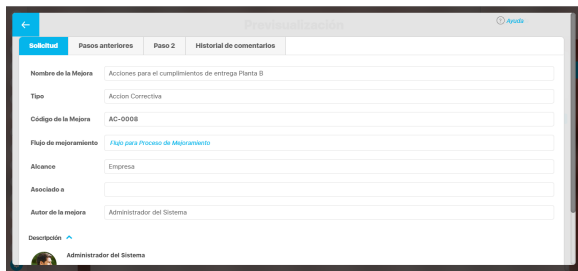 Previsualización
Ayuda
Solicitud Pasos anteriores Paso 2 Historial de comentarios
Nombre de la Mejora Acciones para el cumplimientos de entrega Planta B
Tipo Accion Correctiva
Código de la Mejora AC-0008
Flujo de mejoramiento Flujo para Proceso de Mejoramiento
Alcance Empresa
Asociado a
Autor de la mejora Administrador del Sistema
Descripción
Administrador del Sistema